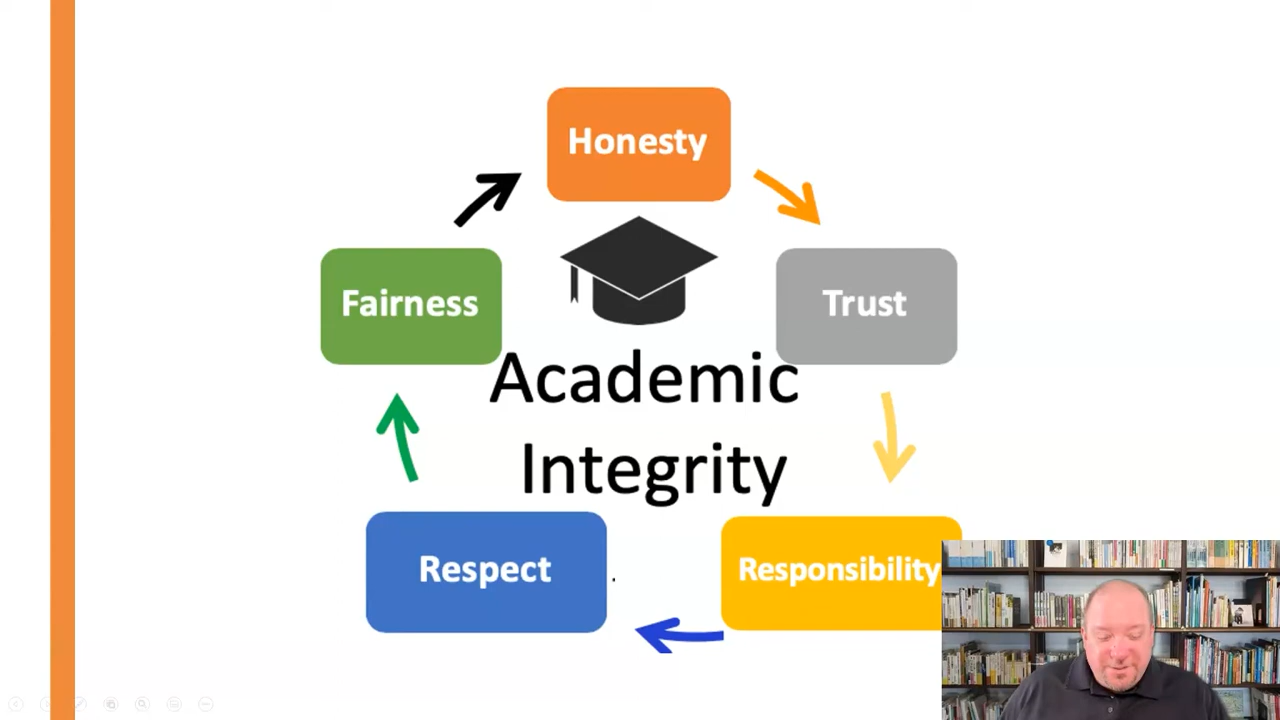 Honesty
Fairness
Trust
Academic
Integrity
Respect
.
Responsibility